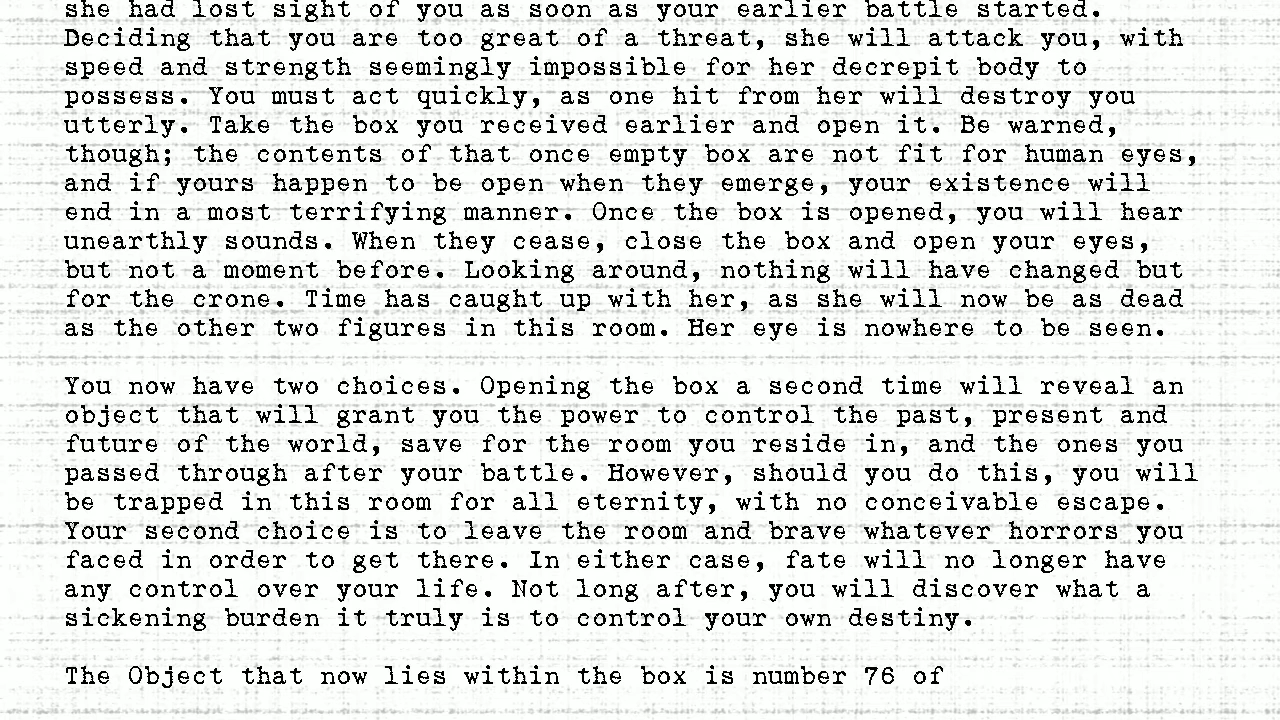 she had lost sight of you as soon as your earlier battle started.
Deciding that you are too great of a threat, she will attack you, with
speed and strength seemingly impossible for her decrepit body to
possess. You must act quickly, as one hit from her will destroy you
utterly. Take the box you received earlier and open it. Be warned,
though; the contents of that once empty box are not fit for human eyes,
and if yours happen to be open when they emerge, your existence will
end in a most terrifying manner. Once the box is opened, you will hear
unearthly sounds. When they cease, close the box and open your eyes,
but not a moment before. Looking around, nothing will have changed but
for the crone. Time has caught up with her, as she will now be as dead
as the other two figures in this room. Her eye is nowhere to be seen.
You now have two choices. Opening the box a second time will reveal an
object that will grant you the power to control the past, present and
future of the world, save for the room you reside in, and the ones you
passed through after your battle. However, should you do this, you will
be trapped in this room for all eternity, with no conceivable escape.
Your second choice is to leave the room and brave whatever horrors you
faced in order to get there. In either case, fate will no longer have
any control over your life. Not long after, you will discover what a
sickening burden it truly is to control your own destiny.
The Object that now lies within the box is number 76 of